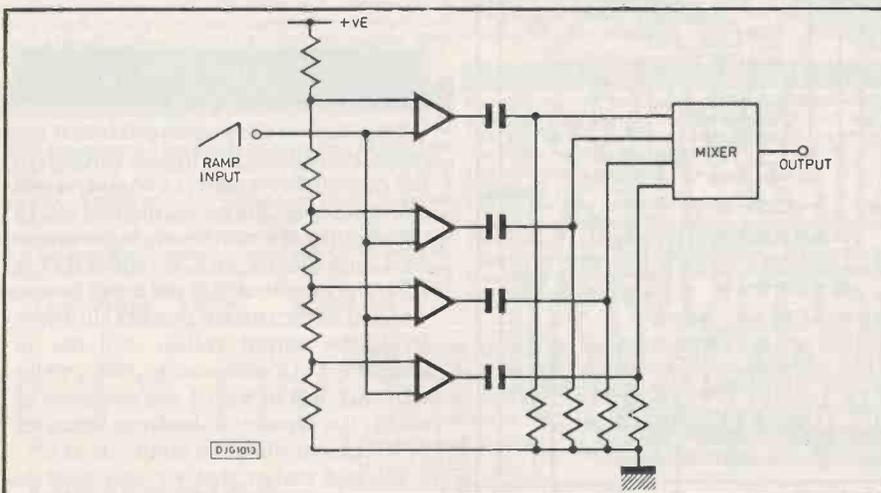 +VE
RAMP
INPUT
MIXER
OUTPUT
DJG1013